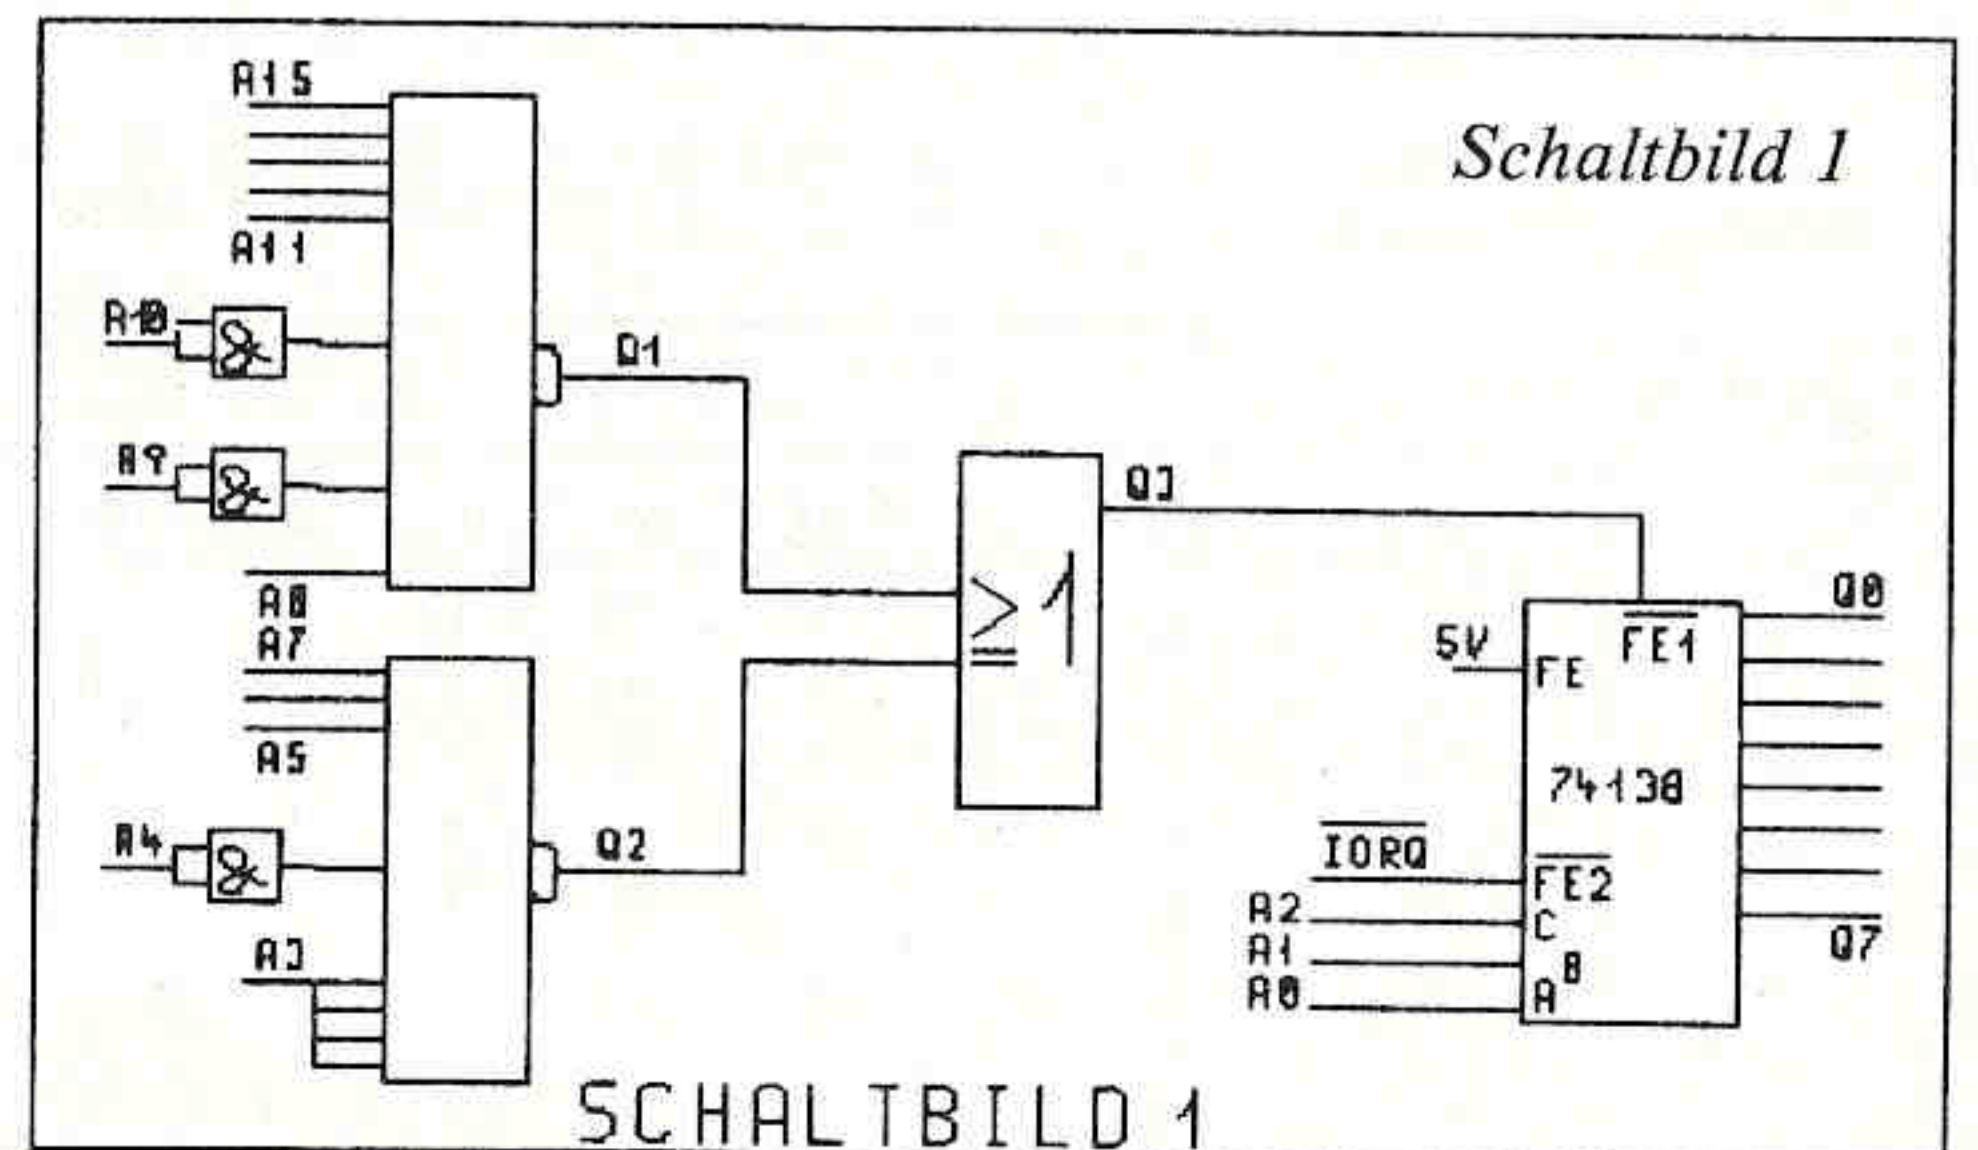 A15
Schaltbild 1
A11
A10
&
Q1
A9
&
Q3
A8
A7
≥ 1
Q0
5V
FE
FE1
A5
74138
A4
&
Q2
IORQ
FE2
A2
C
A1
B
A3
A0
A
Q7
SCHALTBILD 1